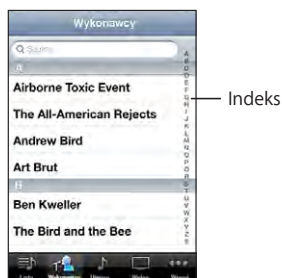 Wykonawcy
Szukaj
A
Airborne Toxic Event
The All-American Rejects
Andrew Bird
Art Brut
B
Ben Kweller
The Bird and the Bee
Indeks